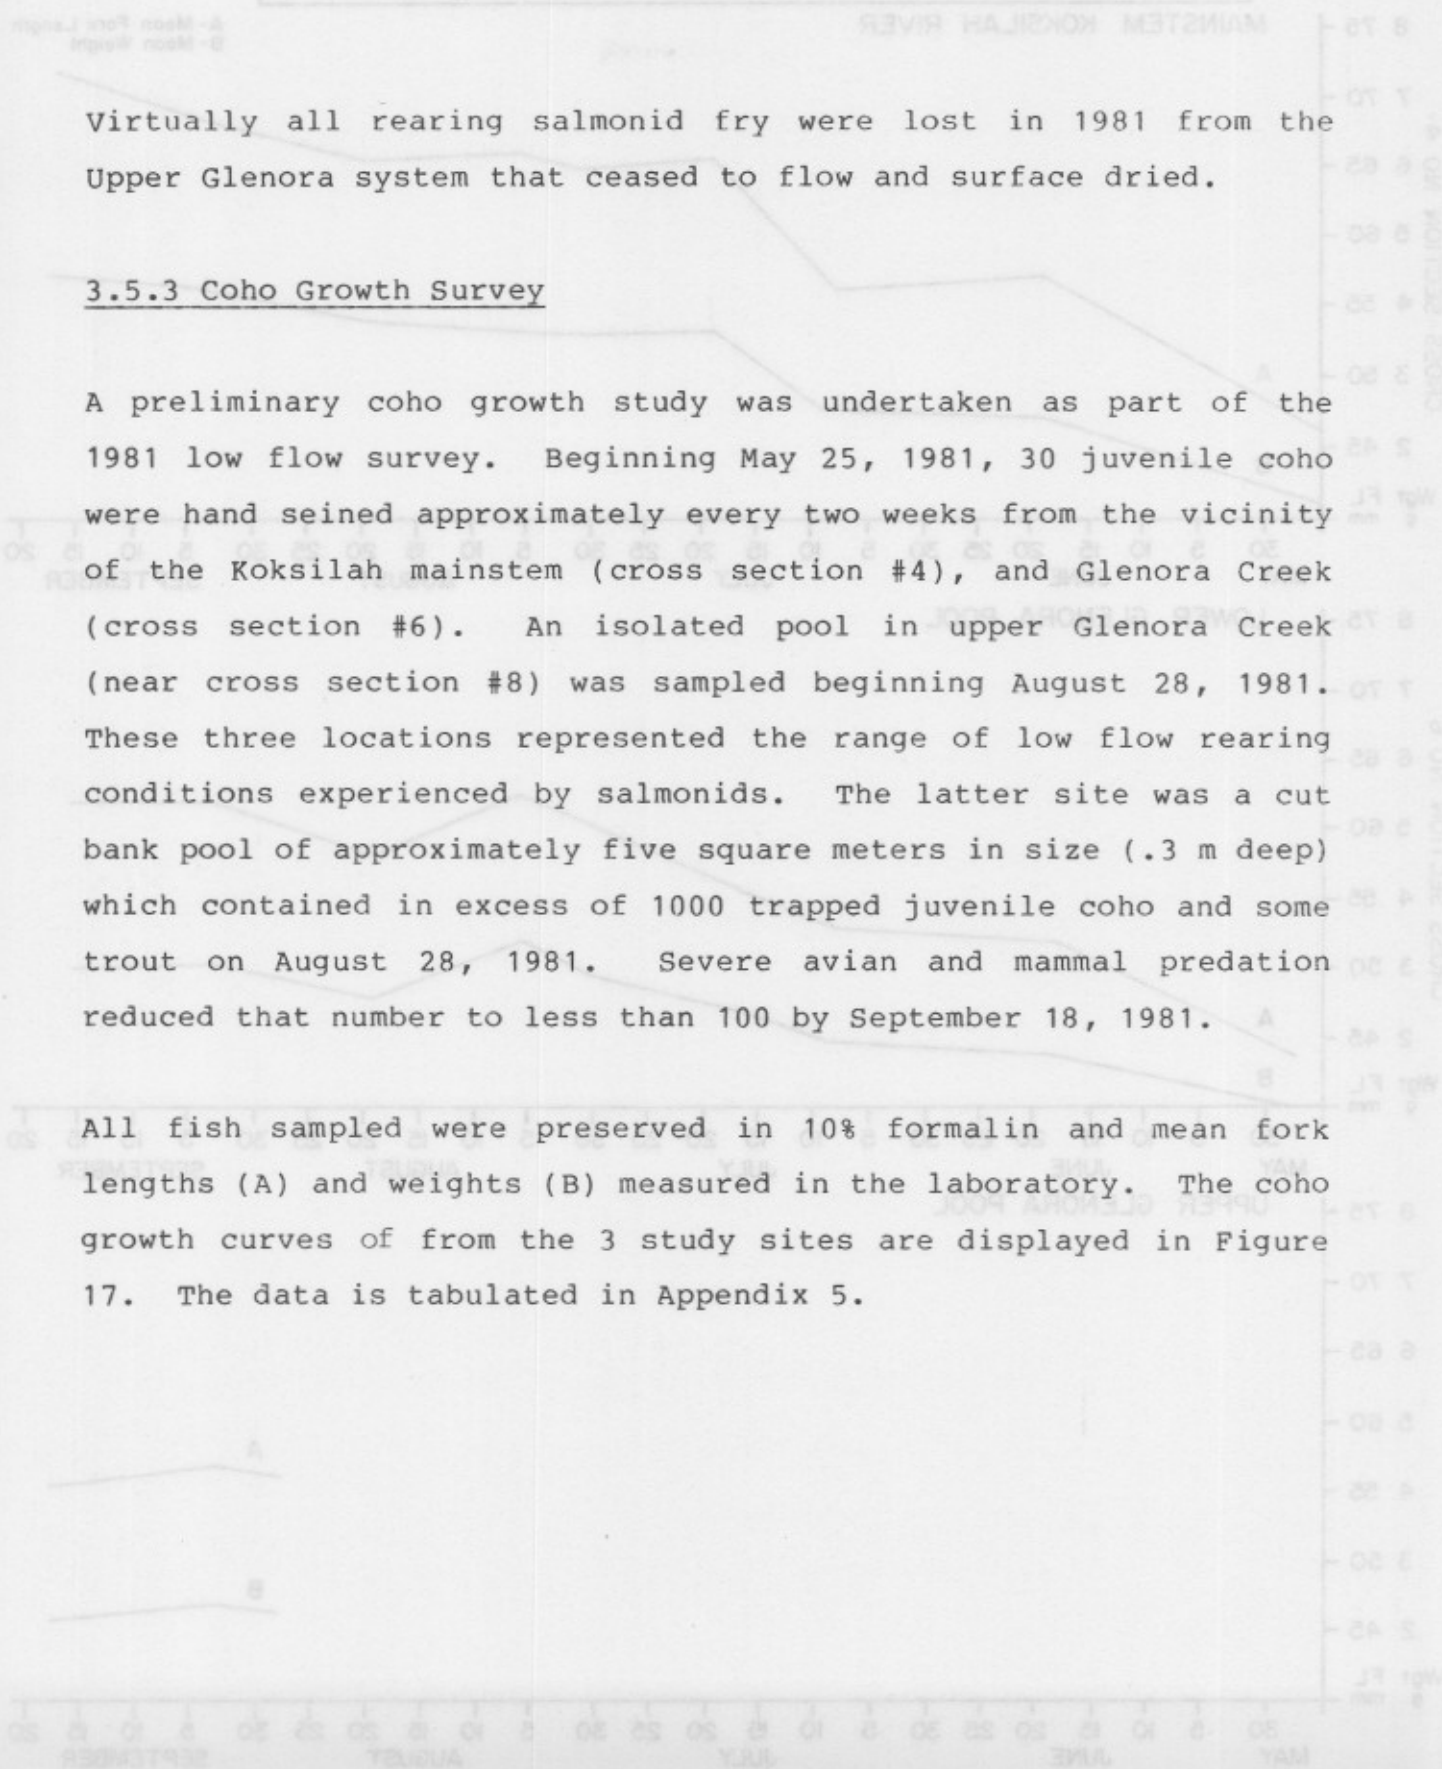 Virtually all rearing salmonid fry were lost in 1981 from the
Upper Glenora system that ceased to flow and surface dried.
3.5.3 Coho Growth Survey
A preliminary coho growth study was undertaken as part of the
1981 low flow survey. Beginning May 25, 1981, 30 juvenile coho
were hand seined approximately every two weeks from the vicinity
of the Koksilah mainstem (cross section #4), and Glenora Creek
(cross section #6). An isolated pool in upper Glenora Creek
(near cross section #8) was sampled beginning August 28, 1981.
These three locations represented the range of low flow rearing
conditions experienced by salmonids. The latter site was a cut
bank pool of approximately five square meters in size (.3 m deep)
which contained in excess of 1000 trapped juvenile coho and some
trout on August 28, 1981. Severe avian and mammal predation
reduced that number to less than 100 by September 18, 1981.
All fish sampled were preserved in 10% formalin and mean fork
lengths (A) and weights (B) measured in the laboratory. The coho
growth curves of from the 3 study sites are displayed in Figure
17. The data is tabulated in Appendix 5.